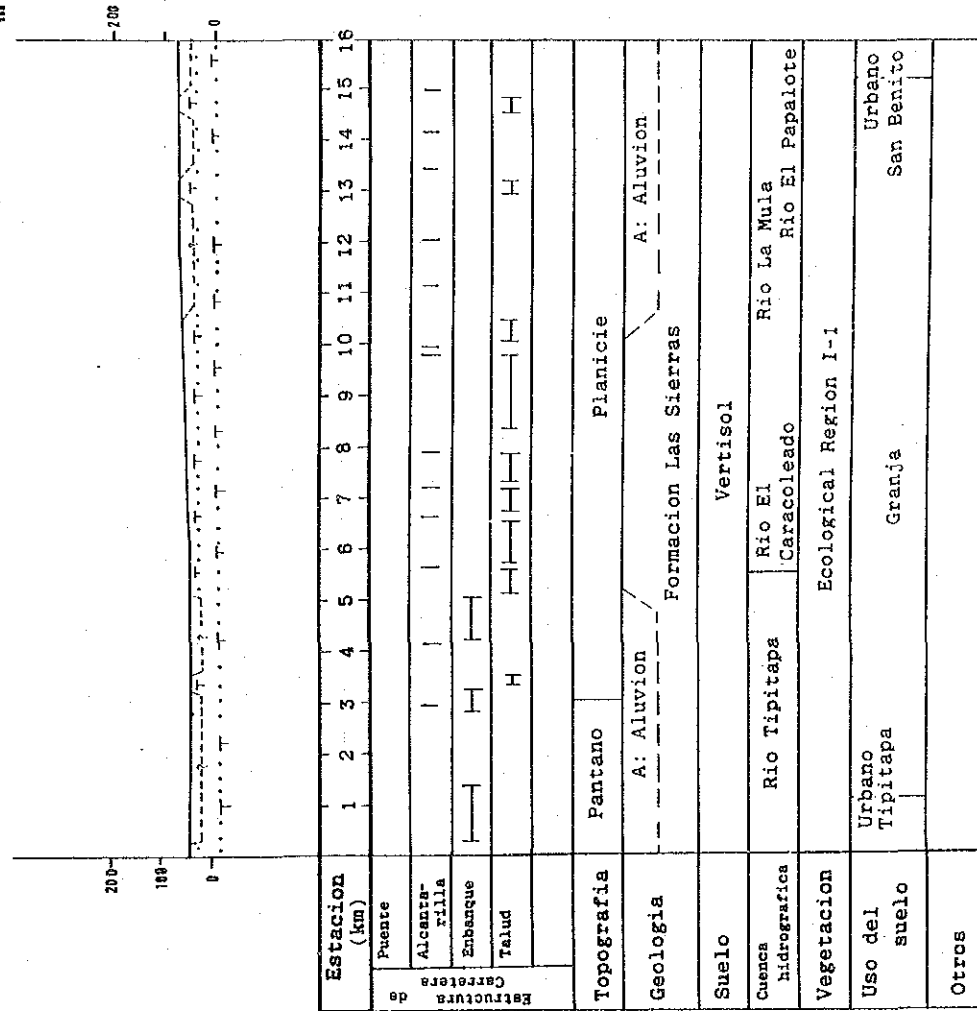 m
200
0
200
100
0
Estacion
(km)
1 2 3 4 5 6 7 8 9 10 11 12 13 14 15 16
Estructura de
Carretera
Puente
Alcanta-
rilla
Enbanque
Talud
Topografia
Pantano
Planicie
Geologia
A: Aluvion
Formacion Las Sierras
A: Aluvion
Suelo
Vertisol
Cuenca
hidrografica
Rio Tipitapa
Rio El
Caracoleado
Rio La Mula
Rio El Papalote
Vegetacion
Ecological Region I-1
Uso del
suelo
Urbano
Tipitapa
Granja
Urbano
San Benito
Otros